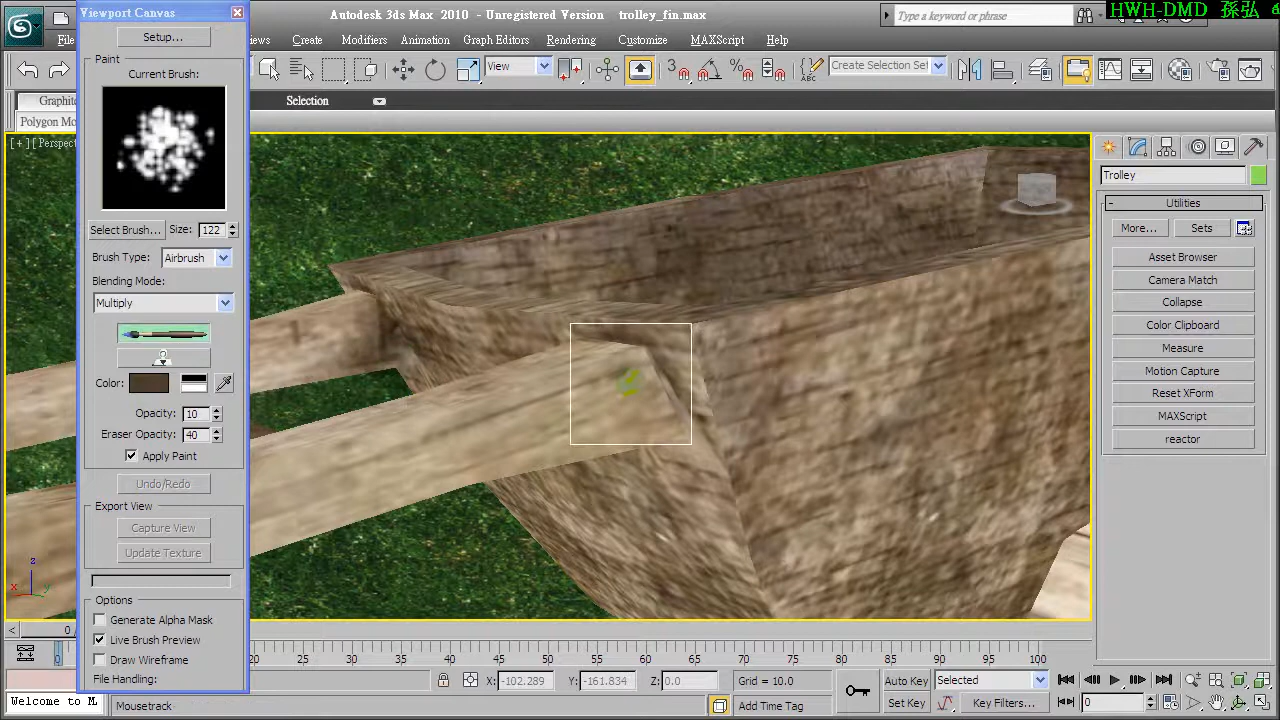 Viewport Canvas
Autodesk 3ds Max 2010 - Unregistered Version trolley_fin.max
Type a keyword or phrase
HWH-DMD 孫弘
Setup...
Paint
Current Brush
Select Brush... Size: 122
Brush Type: Airbrush
Blending Mode:
Multiply
Color:
Opacity: 10
Eraser Opacity: 40
Apply Paint
Undo/Redo
Export View
Capture View
Update Texture
Options
Generate Alpha Mask
Live Brush Preview
Draw Wireframe
File Handling:
File
iews Create Modifiers Animation Graph Editors Rendering Customize MAXScript Help
View
3
Create Selection Set
Graphite
Selection
Polygon Mo
[ + ] [ Perspect
z
x
y
Trolley
- Utilities
More... Sets
Asset Browser
Camera Match
Collapse
Color Clipboard
Measure
Motion Capture
Reset XForm
MAXScript
reactor
< 0
0 20 25 30 35 40 45 50 55 60 65 70 75 80 85 90 95 100
X: -102.289 Y: -161.834 Z: 0.0 Grid = 10.0
Auto Key Selected
Welcome to M
Mousetrack
Add Time Tag
Set Key Key Filters... 0